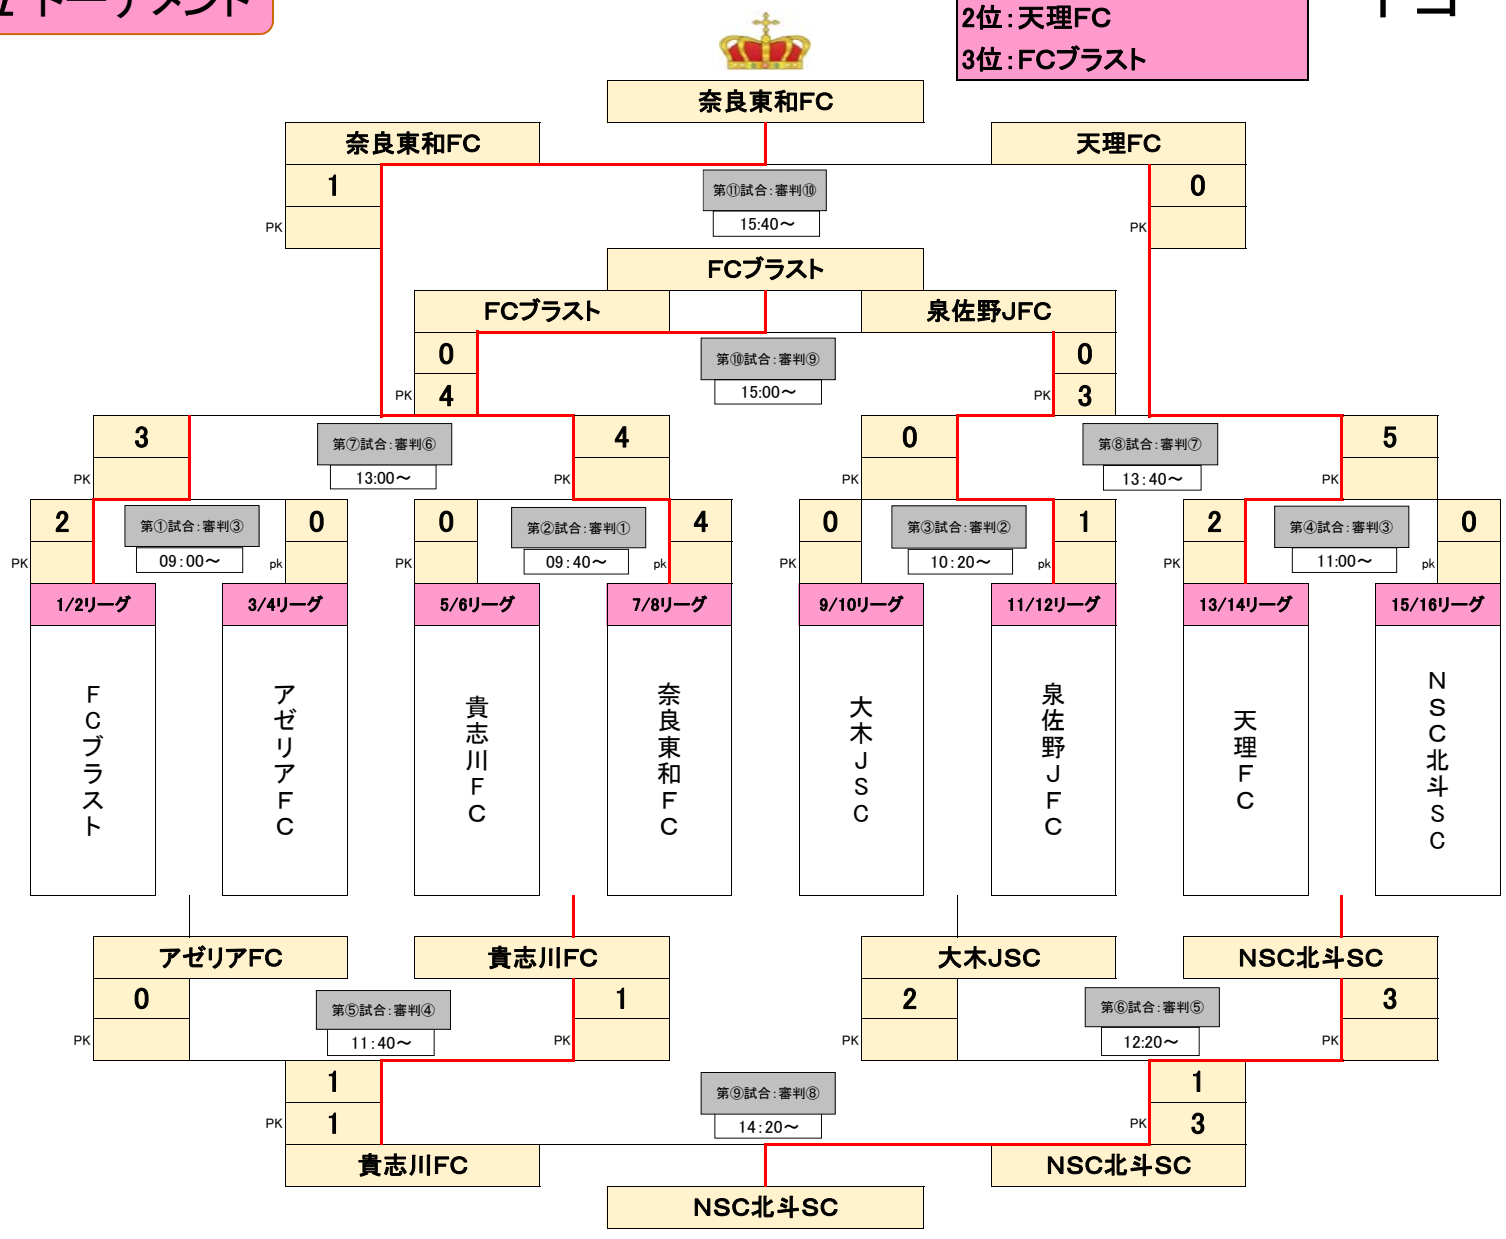 トーナメント
2位：天理FC
3位：FCブラスト
奈良東和FC
奈良東和FC
天理FC
1
第⑪試合：審判⑩
0
PK
15:40～
PK
FCブラスト
FCブラスト
泉佐野JFC
0
第⑩試合：審判⑨
0
PK
4
15:00～
PK
3
3
第⑦試合：審判⑥
4
0
第⑧試合：審判⑦
5
PK
13:00～
PK
PK
13:40～
PK
2
第①試合：審判③
0
0
第②試合：審判①
4
0
第③試合：審判②
1
2
第④試合：審判③
0
PK
09:00～
pk
PK
09:40～
pk
PK
10:20～
pk
PK
11:00～
pk
1/2リーグ
3/4リーグ
5/6リーグ
7/8リーグ
9/10リーグ
11/12リーグ
13/14リーグ
15/16リーグ
FCブラスト
アゼリアFC
貴志川FC
奈良東和FC
大木JSC
泉佐野JFC
天理FC
NSC北斗SC
アゼリアFC
貴志川FC
大木JSC
NSC北斗SC
0
第⑤試合：審判④
1
2
第⑥試合：審判⑤
3
PK
11:40～
PK
PK
12:20～
PK
1
第⑨試合：審判⑧
1
PK
1
14:20～
PK
3
貴志川FC
NSC北斗SC
NSC北斗SC